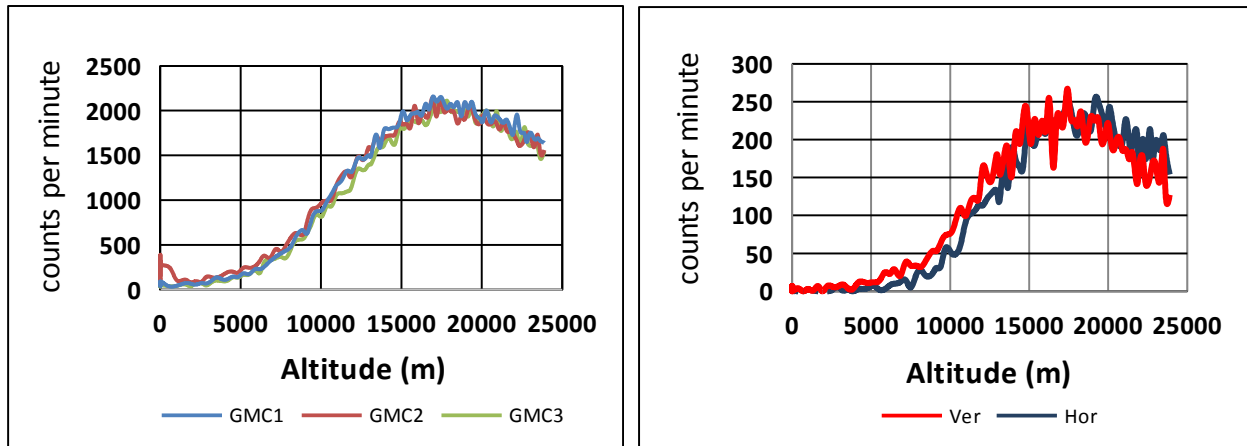 counts per minute
2500
2000
1500
1000
500
0
0 5000 10000 15000 20000 25000
Altitude (m)
GMC1 GMC2 GMC3
counts per minute
300
250
200
150
100
50
0
0 5000 10000 15000 20000 25000
Altitude (m)
Ver Hor